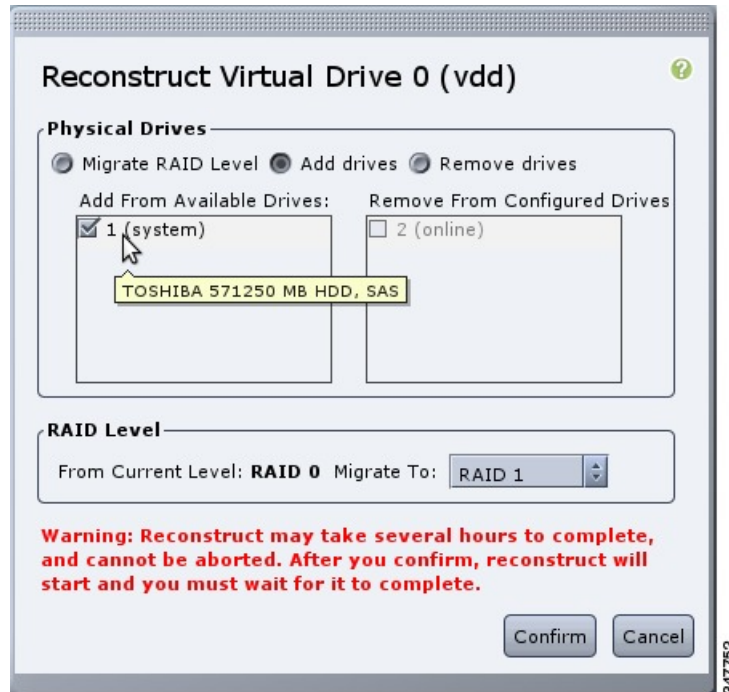 Reconstruct Virtual Drive 0 (vdd)
Physical Drives
Migrate RAID Level Add drives Remove drives
Add From Available Drives:
1 (system)
TOSHIBA 571250 MB HDD, SAS
Remove From Configured Drives
2 (online)
RAID Level
From Current Level: RAID 0 Migrate To: RAID 1
Warning: Reconstruct may take several hours to complete,
and cannot be aborted. After you confirm, reconstruct will
start and you must wait for it to complete.
Confirm Cancel